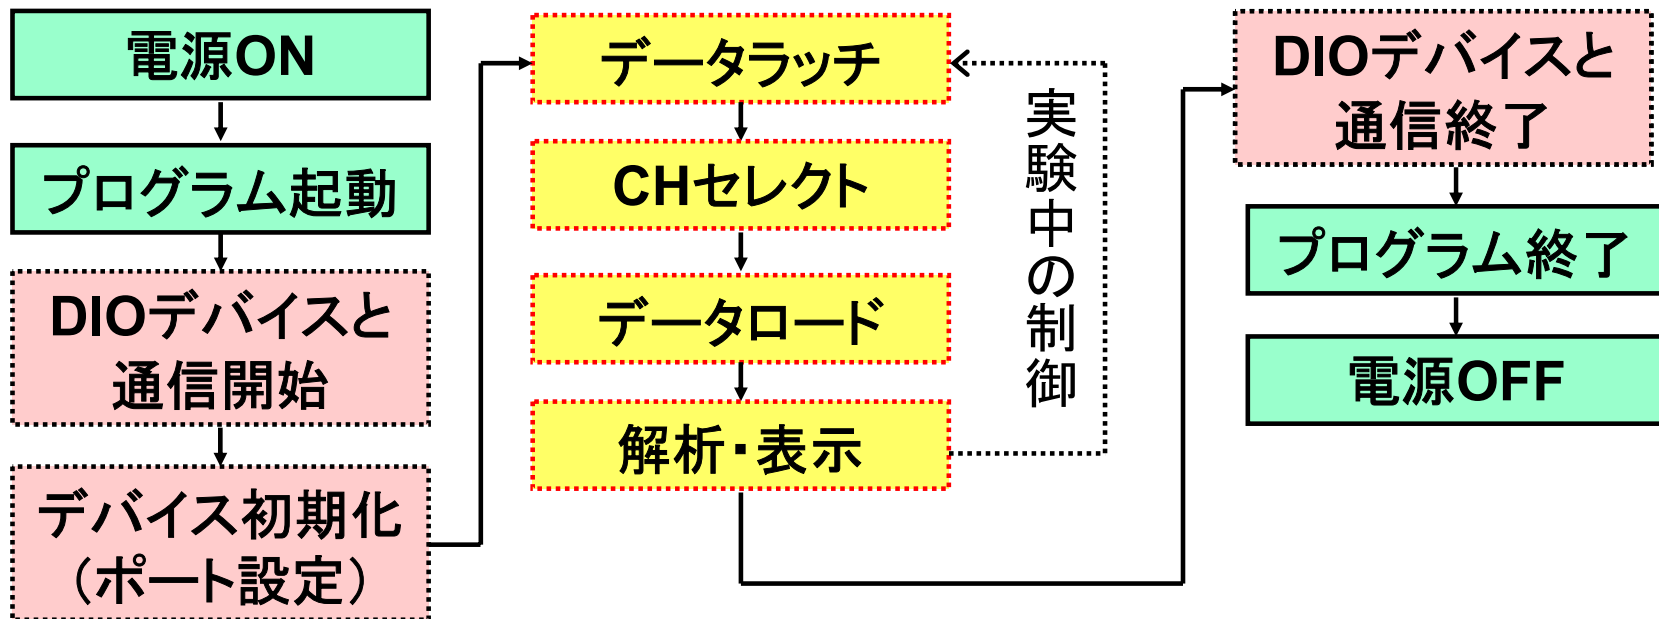 電源ON
プログラム起動
DIOデバイスと
通信開始
デバイス初期化
（ポート設定）
データラッチ
CHセレクト
データロード
解析・表示
実験中の制御
DIOデバイスと
通信終了
プログラム終了
電源OFF